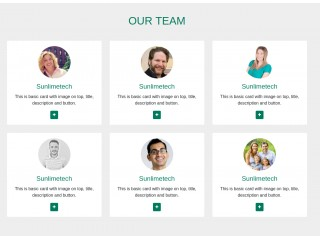 OUR TEAM
Sunlimetech
This is basic card with image on top, title,
description and button.
+
Sunlimetech
This is basic card with image on top, title,
description and button.
+
Sunlimetech
This is basic card with image on top, title,
description and button.
+
Sunlimetech
This is basic card with image on top, title,
description and button.
+
Sunlimetech
This is basic card with image on top, title,
description and button.
+
Sunlimetech
This is basic card with image on top, title,
description and button.
+